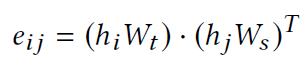 e_{ij} = (h_i W_t) · (h_j W_s)^T